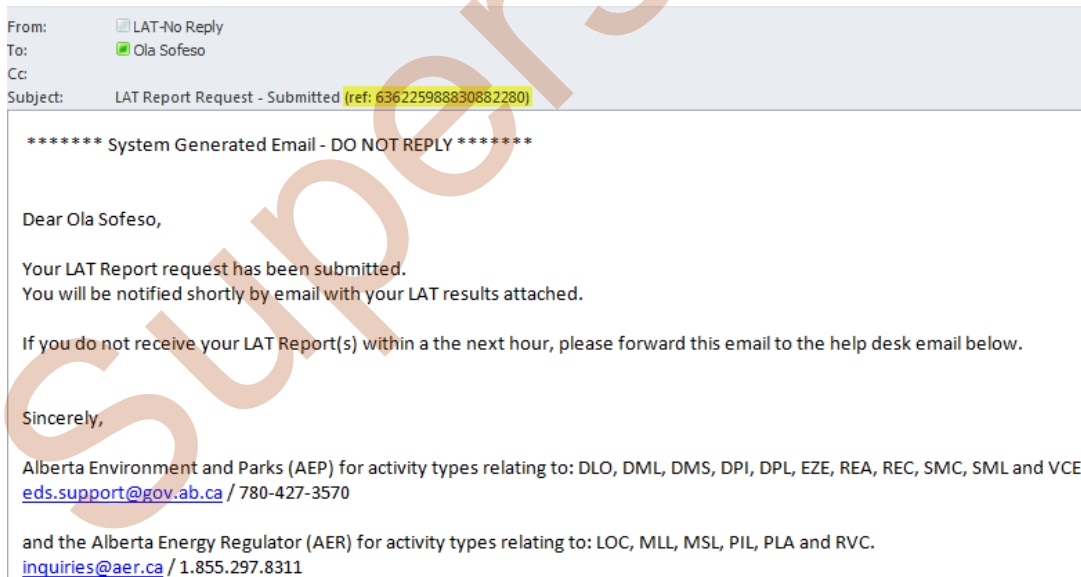 From: LAT-No Reply
To: Ola Sofeso
Cc:
Subject: LAT Report Request - Submitted (ref: 636225988830882280)
******* System Generated Email - DO NOT REPLY *******
Dear Ola Sofeso,
Your LAT Report request has been submitted.
You will be notified shortly by email with your LAT results attached.
If you do not receive your LAT Report(s) within a the next hour, please forward this email to the help desk email below.
Sincerely,
Alberta Environment and Parks (AEP) for activity types relating to: DLO, DML, DMS, DPI, DPL, EZE, REA, REC, SMC, SML and VCE
eds.support@gov.ab.ca / 780-427-3570
and the Alberta Energy Regulator (AER) for activity types relating to: LOC, MLL, MSL, PIL, PLA and RVC.
inquiries@aer.ca / 1.855.297.8311
Supers